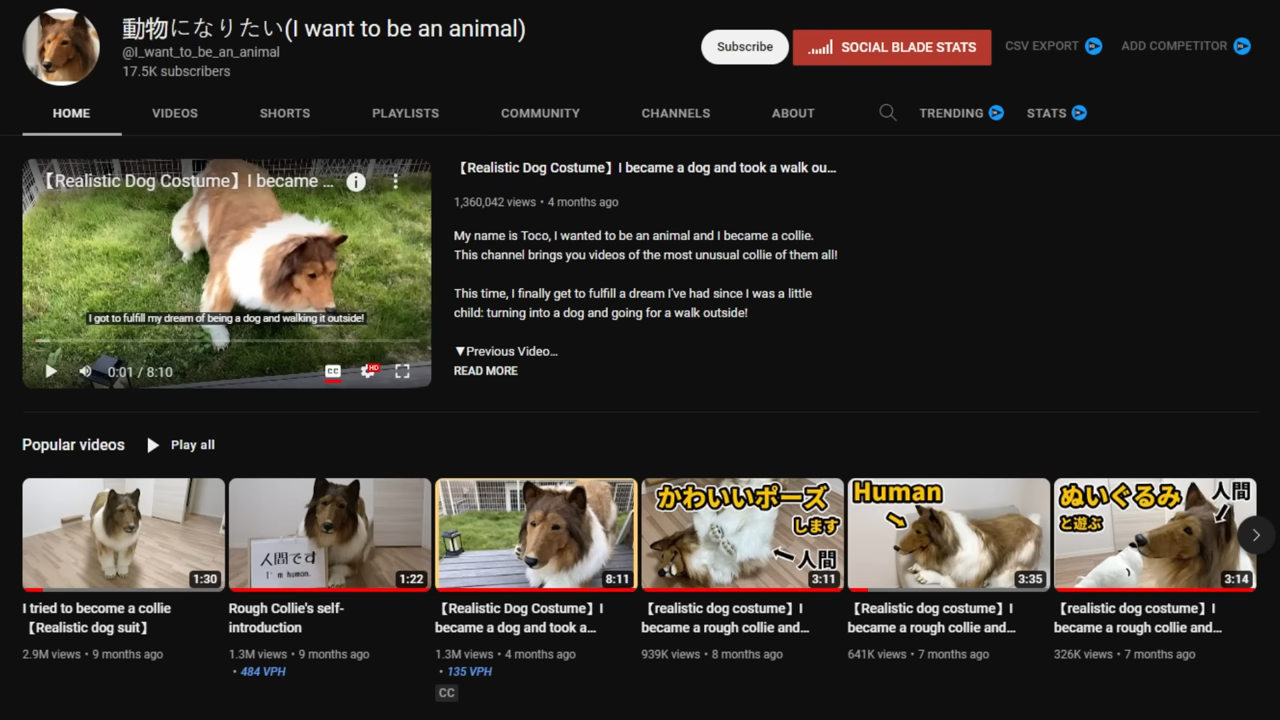 動物になりたい(I want to be an animal)
@I_want_to_be_an_animal
17.5K subscribers
Subscribe
SOCIAL BLADE STATS
CSV EXPORT
ADD COMPETITOR
HOME
VIDEOS
SHORTS
PLAYLISTS
COMMUNITY
CHANNELS
ABOUT
TRENDING
STATS
【Realistic Dog Costume】I became ...
I got to fulfill my dream of being a dog and walking it outside!
0:01 / 8:10
CC
HD
【Realistic Dog Costume】I became a dog and took a walk ou...
1,360,042 views • 4 months ago
My name is Toco, I wanted to be an animal and I became a collie.
This channel brings you videos of the most unusual collie of them all!
This time, I finally get to fulfill a dream I've had since I was a little
child: turning into a dog and going for a walk outside!
▼Previous Video...
READ MORE
Popular videos
Play all
1:30
I tried to become a collie
【Realistic dog suit】
2.9M views • 9 months ago
人間です
I'm human.
1:22
Rough Collie's self-
introduction
1.3M views • 9 months ago
• 484 VPH
8:11
【Realistic Dog Costume】I
became a dog and took a...
1.3M views • 4 months ago
• 135 VPH
CC
かわいいポーズ
します
←人間
3:11
【realistic dog costume】I
became a rough collie and...
939K views • 8 months ago
Human
3:35
【Realistic dog costume】I
became a rough collie and...
641K views • 7 months ago
ぬいぐるみ
と遊ぶ
人間
3:14
【realistic dog costume】I
became a rough collie and...
326K views • 7 months ago